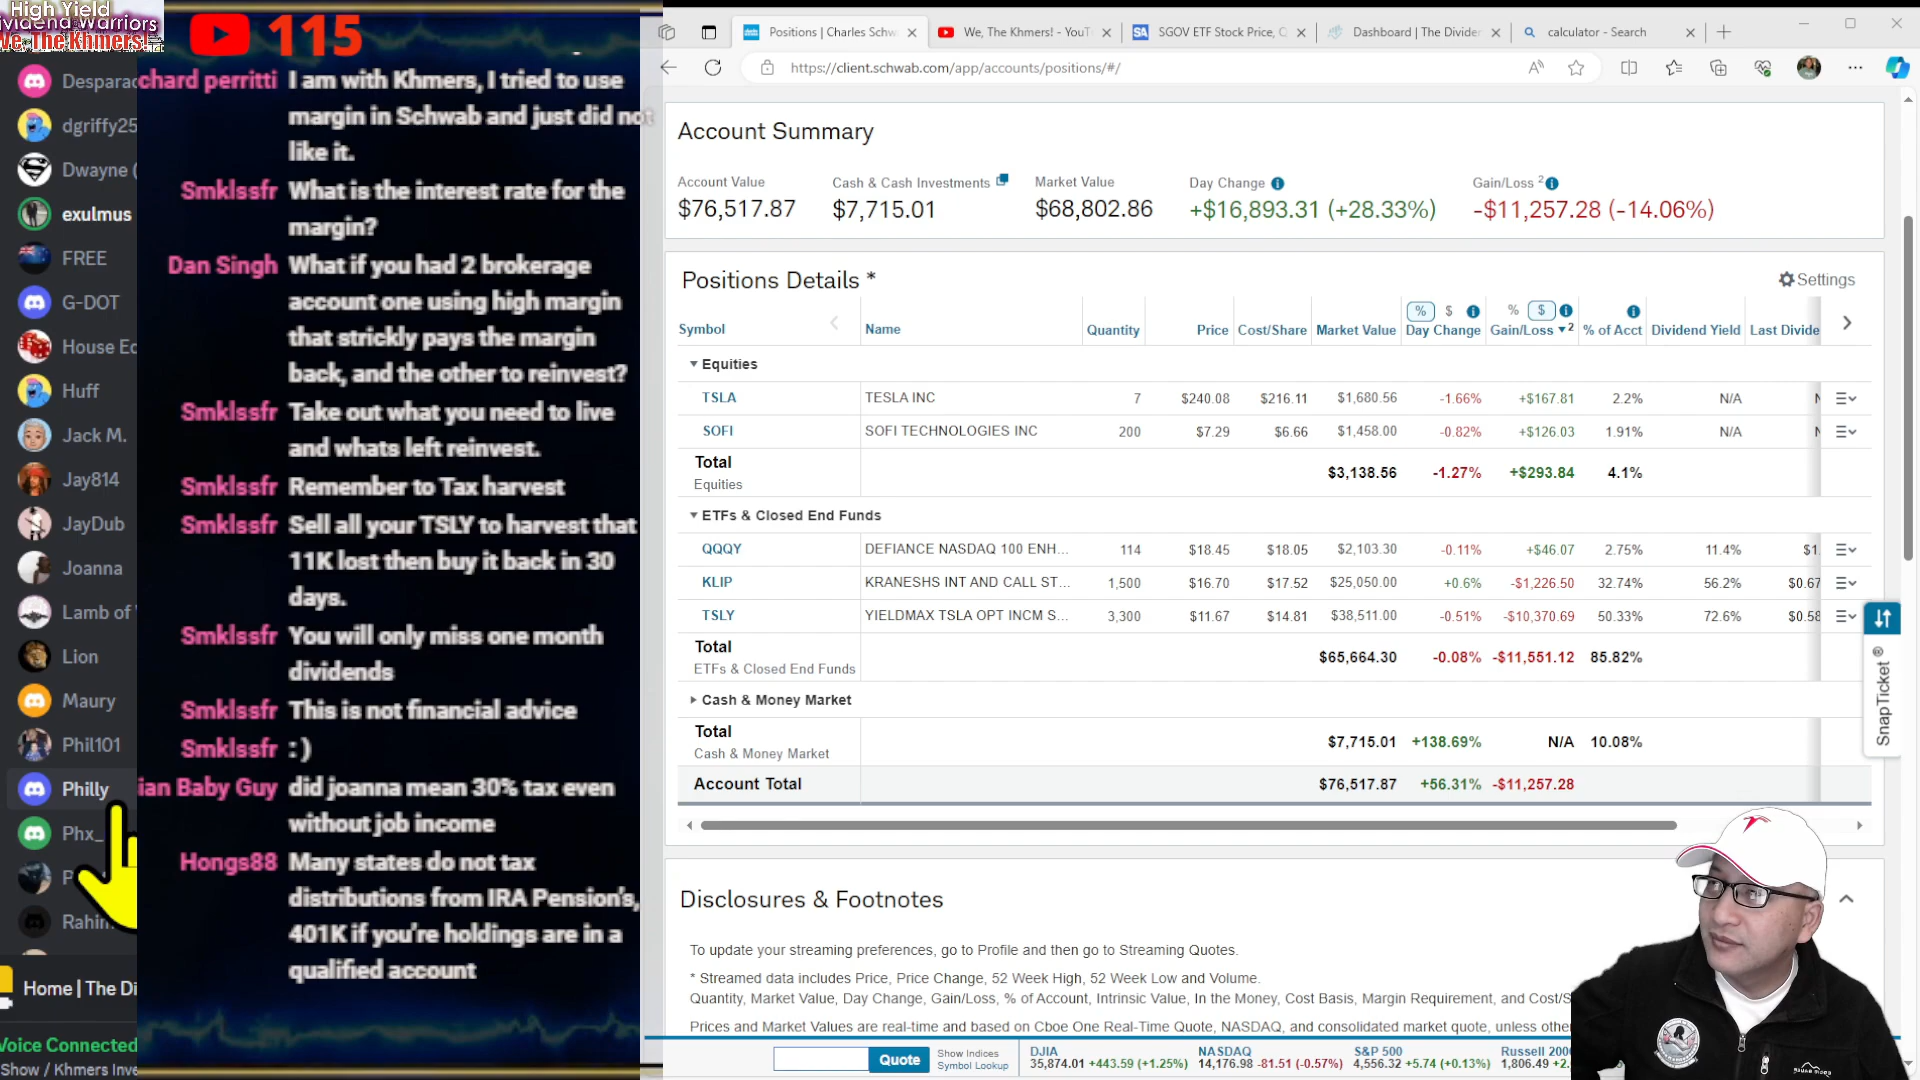 High Yield
Dividend Warriors
We, The Khmers!
115
Desparac
dgriffy25
Dwayne (
exulmus
FREE
G-DOT
House Ec
Huff
Jack M.
Jay814
JayDub
Joanna
Lamb of
Lion
Maury
Phil101
Philly
Phx_
Rahim
Home | The Di
Voice Connected
Show / Khmers Inve
chard perritti I am with Khmers, I tried to use
margin in Schwab and just did not
like it.
Smklssfr What is the interest rate for the
margin?
Dan Singh What if you had 2 brokerage
account one using high margin
that strickly pays the margin
back, and the other to reinvest?
Smklssfr Take out what you need to live
and whats left reinvest.
Smklssfr Remember to Tax harvest
Smklssfr Sell all your TSLY to harvest that
11K lost then buy it back in 30
days.
Smklssfr You will only miss one month
dividends
Smklssfr This is not financial advice
Smklssfr : )
ian Baby Guy did joanna mean 30% tax even
without job income
Hongs88 Many states do not tax
distributions from IRA Pension's,
401K if you're holdings are in a
qualified account
Positions | Charles Schw
We, The Khmers! - YouT
SA SGOV ETF Stock Price, Q
Dashboard | The Divider
calculator - Search
https://client.schwab.com/app/accounts/positions/#/
Account Summary
Account Value Cash & Cash Investments Market Value Day Change Gain/Loss 2
$76,517.87 $7,715.01 $68,802.86 +$16,893.31 (+28.33%) -$11,257.28 (-14.06%)
Positions Details *
Settings
% $ % $
Symbol Name Quantity Price Cost/Share Market Value Day Change Gain/Loss 2 % of Acct Dividend Yield Last Divide
Equities
TSLA TESLA INC 7 $240.08 $216.11 $1,680.56 -1.66% +$167.81 2.2% N/A N
SOFI SOFI TECHNOLOGIES INC 200 $7.29 $6.66 $1,458.00 -0.82% +$126.03 1.91% N/A N
Total
Equities
$3,138.56 -1.27% +$293.84 4.1%
ETFs & Closed End Funds
QQQY DEFIANCE NASDAQ 100 ENH... 114 $18.45 $18.05 $2,103.30 -0.11% +$46.07 2.75% 11.4% $1.
KLIP KRANESHS INT AND CALL ST... 1,500 $16.70 $17.52 $25,050.00 +0.6% -$1,226.50 32.74% 56.2% $0.67
TSLY YIELDMAX TSLA OPT INCM S... 3,300 $11.67 $14.81 $38,511.00 -0.51% -$10,370.69 50.33% 72.6% $0.58
Total
ETFs & Closed End Funds
$65,664.30 -0.08% -$11,551.12 85.82%
Cash & Money Market
Total
Cash & Money Market
$7,715.01 +138.69% N/A 10.08%
Account Total $76,517.87 +56.31% -$11,257.28
SnapTicket®
Disclosures & Footnotes
To update your streaming preferences, go to Profile and then go to Streaming Quotes.
* Streamed data includes Price, Price Change, 52 Week High, 52 Week Low and Volume.
Quantity, Market Value, Day Change, Gain/Loss, % of Account, Intrinsic Value, In the Money, Cost Basis, Margin Requirement, and Cost/S
Prices and Market Values are real-time and based on Cboe One Real-Time Quote, NASDAQ, and consolidated market quote, unless othe
Quote
Show Indices
Symbol Lookup
DJIA
35,874.01 +443.59 (+1.25%)
NASDAQ
14,176.98 -81.51 (-0.57%)
S&P 500
4,556.32 +5.74 (+0.13%)
Russell 200
1,806.49 +2.